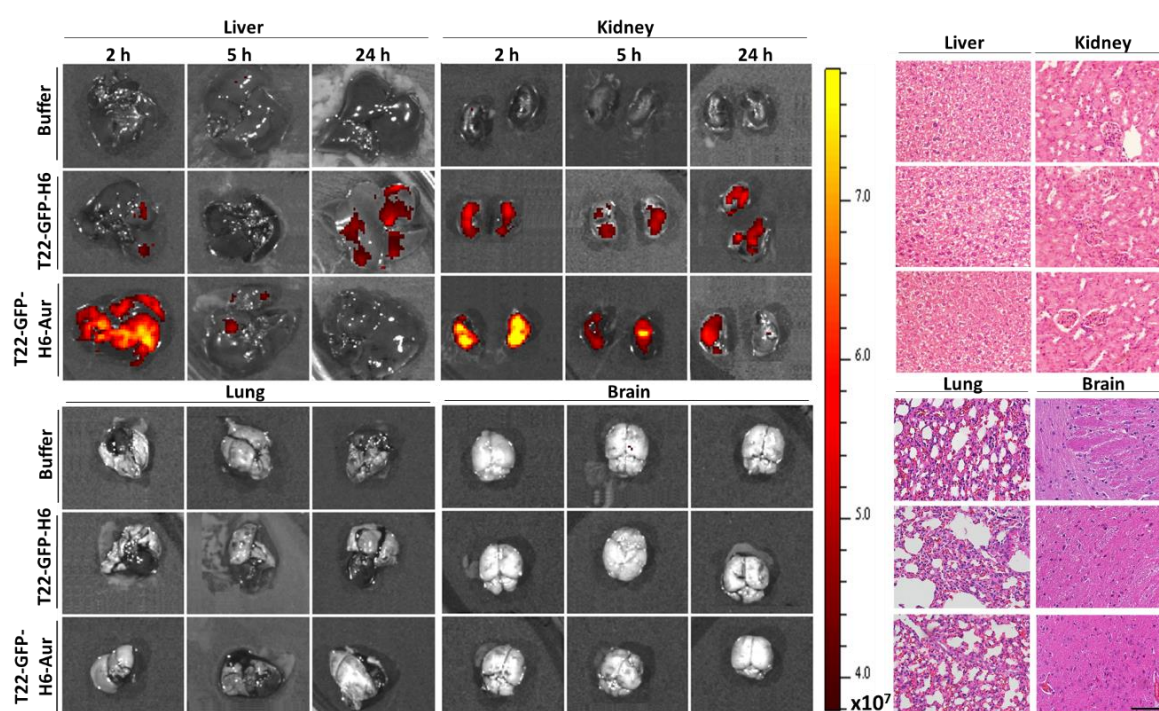 Liver Kidney
2 h 5 h 24 h 2 h 5 h 24 h
Buffer
T22-GFP-H6
T22-GFP-
H6-Aur
Lung Brain
Buffer
T22-GFP-H6
T22-GFP-
H6-Aur
7.0
6.0
5.0
4.0
x10⁷
Liver Kidney
Lung Brain